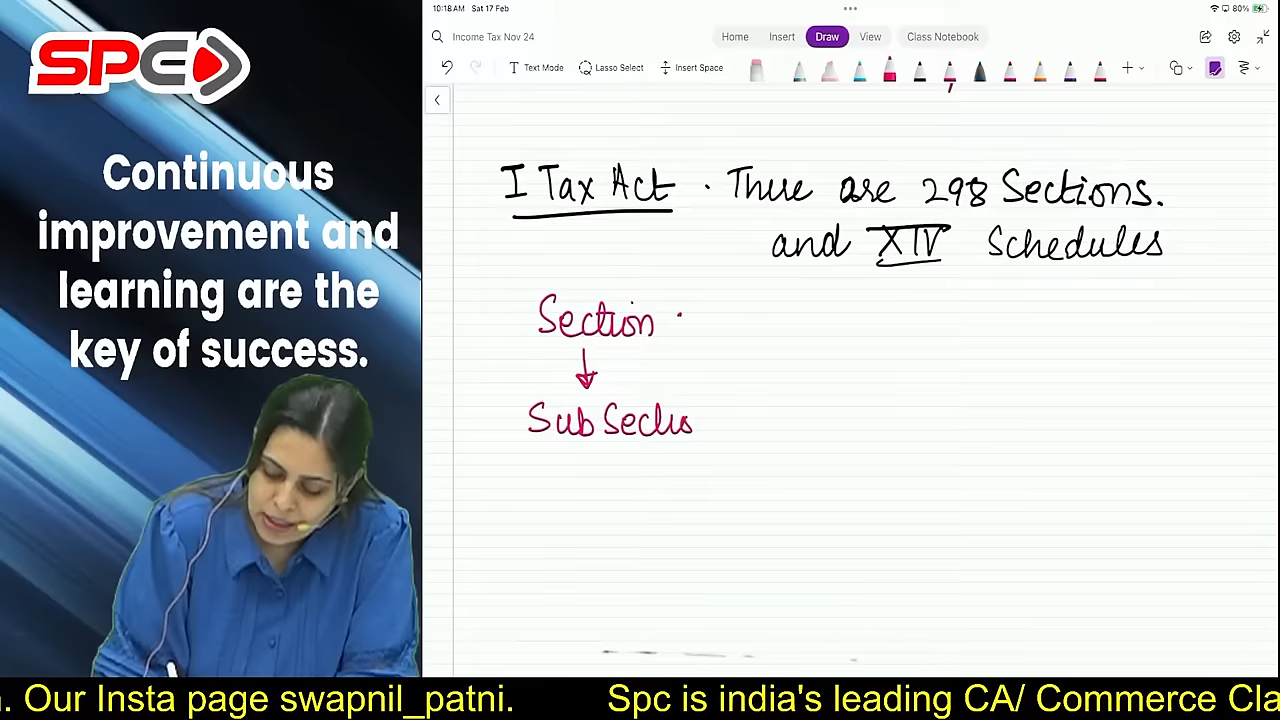 10:18 AM Sat 17 Feb
80%
Income Tax Nov 24
Home Insert Draw View Class Notebook
Text Mode Lasso Select Insert Space
SPC
Continuous
improvement and
learning are the
key of success.
I Tax Act . There are 298 Sections.
and XIV Schedules
Section
Sub Sectio
. Our Insta page swapnil_patni. Spc is india's leading CA/ Commerce Cla